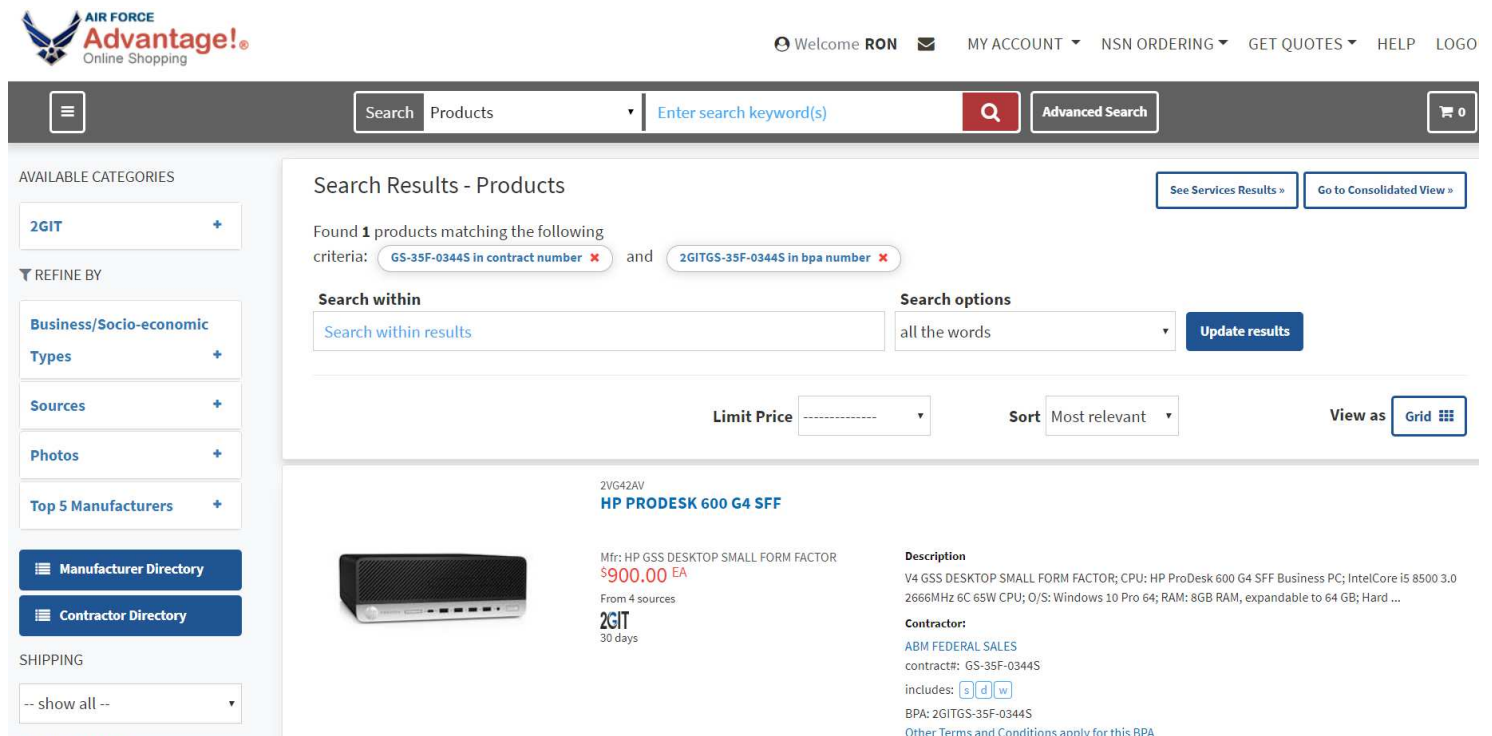 AIR FORCE
Advantage!®
Online Shopping
Welcome RON MY ACCOUNT NSN ORDERING GET QUOTES HELP LOGO
Search Products Enter search keyword(s) Advanced Search 0
AVAILABLE CATEGORIES
2GIT +
REFINE BY
Business/Socio-economic
Types +
Sources +
Photos +
Top 5 Manufacturers +
Manufacturer Directory
Contractor Directory
SHIPPING
-- show all --
Search Results - Products
See Services Results » Go to Consolidated View »
Found 1 products matching the following
criteria: GS-35F-0344S in contract number ✖ and 2GITGS-35F-0344S in bpa number ✖
Search within Search options
Search within results all the words Update results
Limit Price -------------- Sort Most relevant View as Grid
2VG42AV
HP PRODESK 600 G4 SFF
Mfr: HP GSS DESKTOP SMALL FORM FACTOR
$900.00 EA
From 4 sources
2GIT
30 days
Description
V4 GSS DESKTOP SMALL FORM FACTOR; CPU: HP ProDesk 600 G4 SFF Business PC; IntelCore i5 8500 3.0
2666MHz 6C 65W CPU; O/S: Windows 10 Pro 64; RAM: 8GB RAM, expandable to 64 GB; Hard ...
Contractor:
ABM FEDERAL SALES
contract#: GS-35F-0344S
includes: s d w
BPA: 2GITGS-35F-0344S
Other Terms and Conditions apply for this BPA